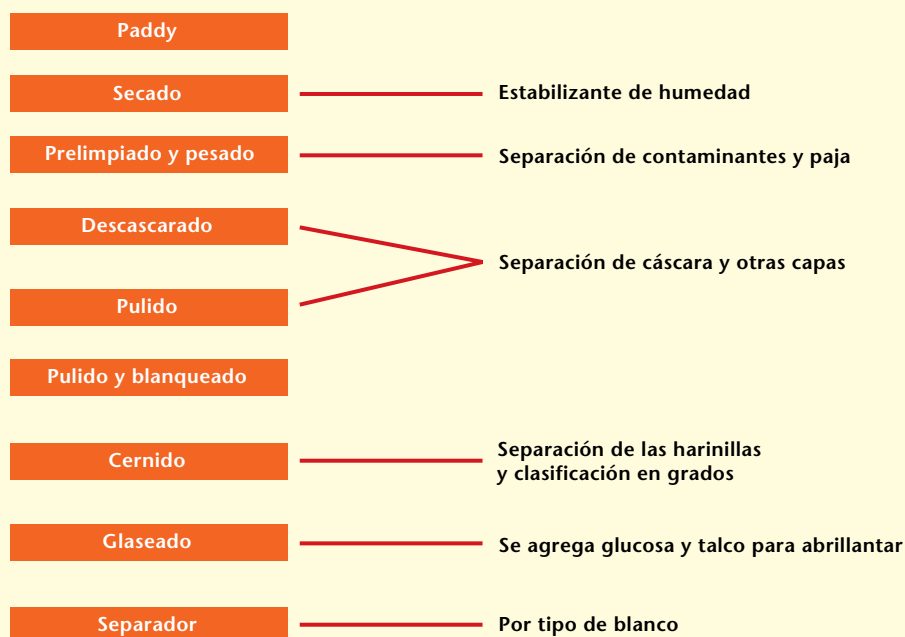 Paddy
Secado
Estabilizante de humedad
Prelimpiado y pesado
Separación de contaminantes y paja
Descascarado
Separación de cáscara y otras capas
Pulido
Pulido y blanqueado
Cernido
Separación de las harinillas
y clasificación en grados
Glaseado
Se agrega glucosa y talco para abrillantar
Separador
Por tipo de blanco